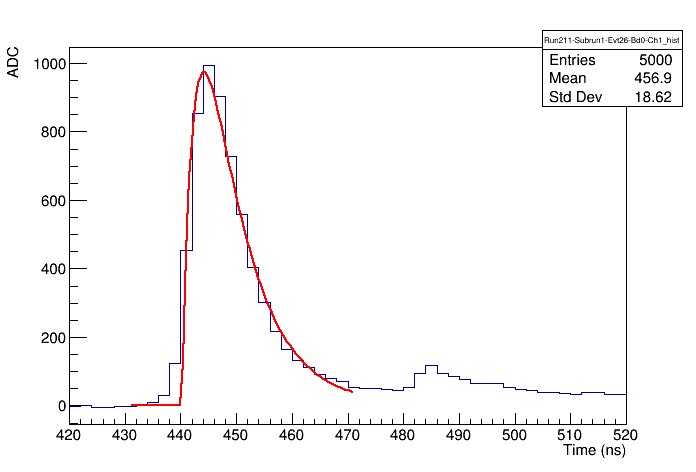 Run211-Subrun1-Evt26-Bd0-Ch1_hist
Entries 5000
Mean 456.9
Std Dev 18.62
ADC
1000
800
600
400
200
0
420 430 440 450 460 470 480 490 500 510 520
Time (ns)